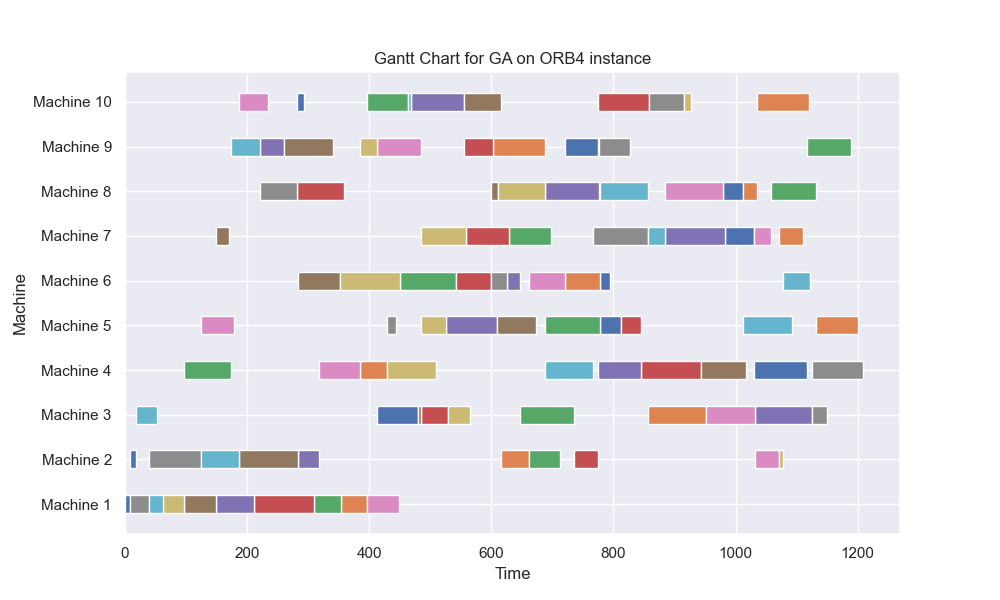 Gantt Chart for GA on ORB4 instance
Machine 10
Machine 9
Machine 8
Machine 7
Machine 6
Machine 5
Machine 4
Machine 3
Machine 2
Machine 1
Machine
0 200 400 600 800 1000 1200
Time